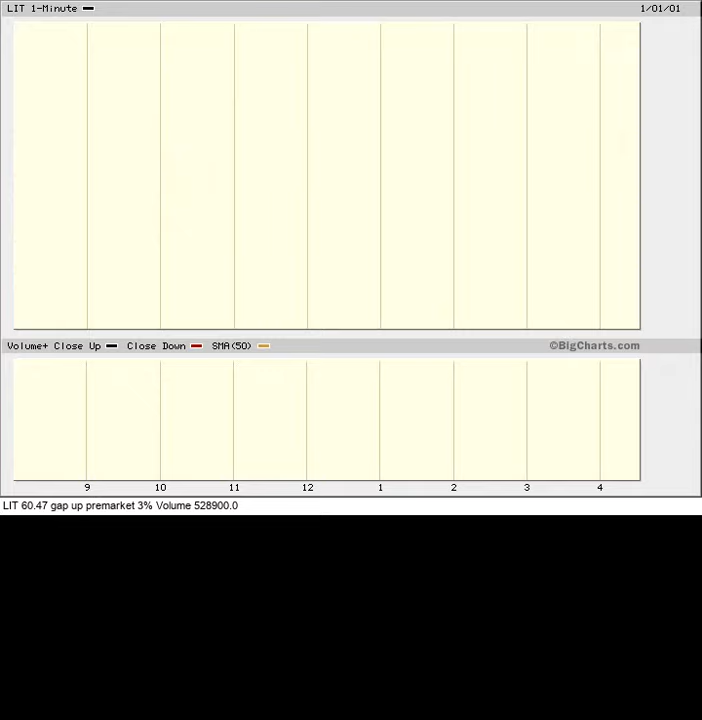 LIT 1-Minute 1/01/01
Volume+ Close Up Close Down SMA(50) ©BigCharts.com
9 10 11 12 1 2 3 4
LIT 60.47 gap up premarket 3% Volume 528900.0